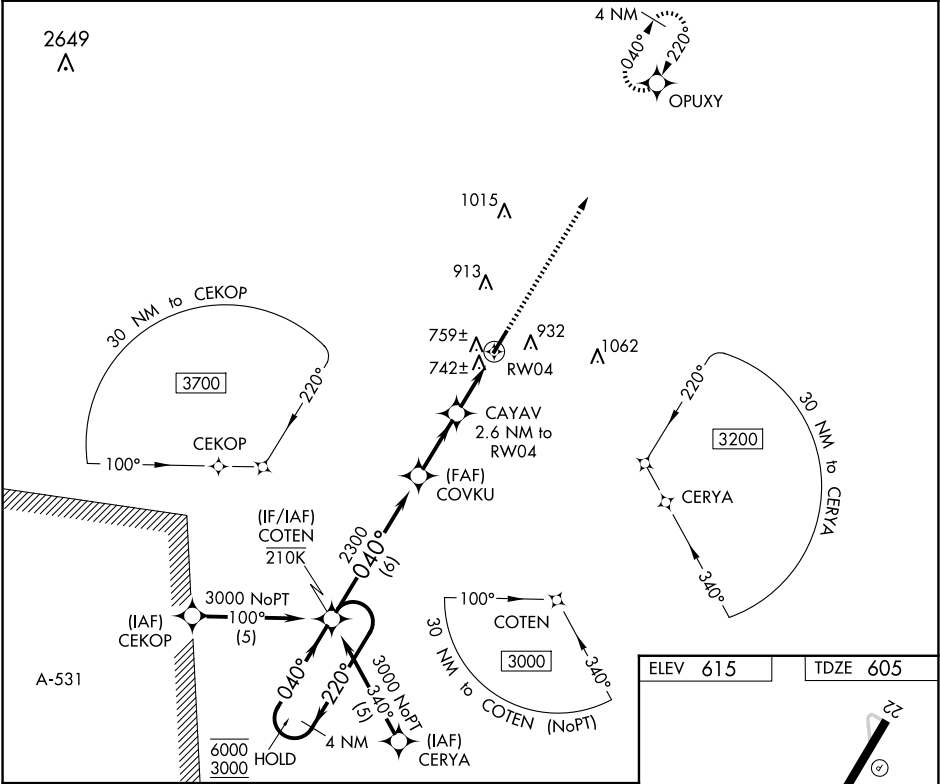 2649
4 NM
040°
220°
OPUXY
1015
913
759±
932
1062
742±
RW04
30 NM to CEKOP
3700
220°
CEKOP
100°
CAYAV
2.6 NM to
RW04
220°
30 NM to CERYA
3200
CERYA
340°
(FAF)
COVKU
(IF/IAF)
COTEN
210K
2300
040°
(6)
3000 NoPT
100°
(5)
(IAF)
CEKOP
100°
COTEN
3000
340°
30 NM to COTEN (NoPT)
A-531
040°
220°
3000 NoPT
340°
(5)
6000
3000
HOLD
4 NM
(IAF)
CERYA
ELEV 615
TDZE 605
22
P